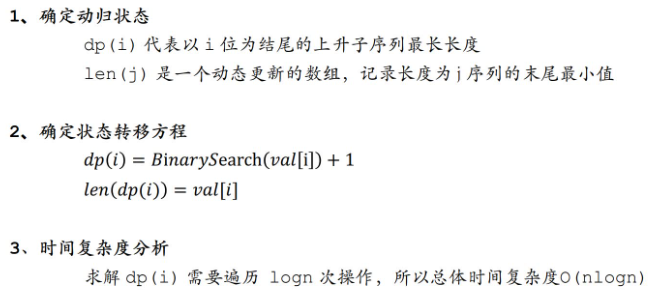 1、确定动归状态
dp(i) 代表以 i 位为结尾的上升子序列最长长度
len(j) 是一个动态更新的数组，记录长度为 j 序列的末尾最小值
2、确定状态转移方程
dp(i) = BinarySearch(val[i]) + 1
len(dp(i)) = val[i]
3、时间复杂度分析
求解 dp(i) 需要遍历 logn 次操作，所以总体时间复杂度O(nlogn)